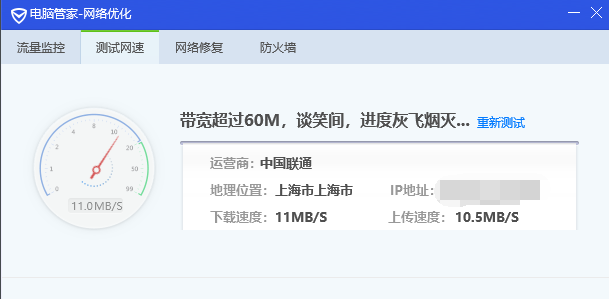 电脑管家-网络优化
流量监控 测试网速 网络修复 防火墙
带宽超过60M，谈笑间，进度灰飞烟灭... 重新测试
运营商：中国联通
地理位置：上海市上海市 IP地址：
下载速度：11MB/S 上传速度：10.5MB/S
0 1 2 4 8 10 20 50 99
11.0MB/S